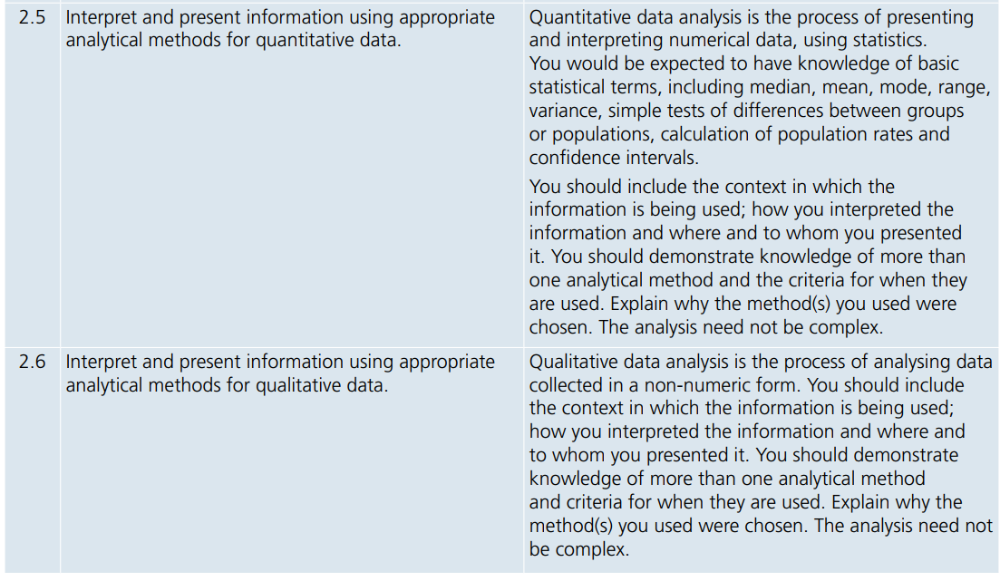 2.5
Interpret and present information using appropriate
analytical methods for quantitative data.
Quantitative data analysis is the process of presenting
and interpreting numerical data, using statistics.
You would be expected to have knowledge of basic
statistical terms, including median, mean, mode, range,
variance, simple tests of differences between groups
or populations, calculation of population rates and
confidence intervals.
You should include the context in which the
information is being used; how you interpreted the
information and where and to whom you presented
it. You should demonstrate knowledge of more than
one analytical method and the criteria for when they
are used. Explain why the method(s) you used were
chosen. The analysis need not be complex.
2.6
Interpret and present information using appropriate
analytical methods for qualitative data.
Qualitative data analysis is the process of analysing data
collected in a non-numeric form. You should include
the context in which the information is being used;
how you interpreted the information and where and
to whom you presented it. You should demonstrate
knowledge of more than one analytical method
and criteria for when they are used. Explain why the
method(s) you used were chosen. The analysis need not
be complex.